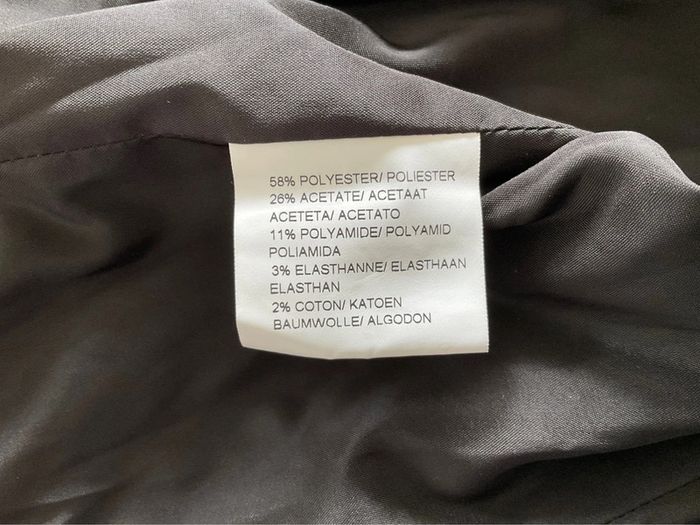 58% POLYESTER/ POLIESTER
26% ACETATE/ ACETAAT
ACETETA/ ACETATO
11% POLYAMIDE/ POLYAMID
POLIAMIDA
3% ELASTHANNE/ ELASTHAAN
ELASTHAN
2% COTON/ KATOEN
BAUMWOLLE/ ALGODON